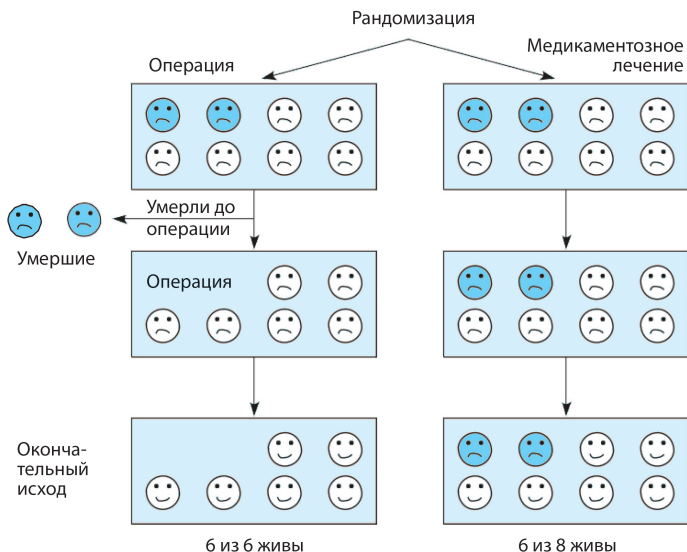 Рандомизация
Операция
Медикаментозное
лечение
Умерли до
операции
Умершие
Операция
Оконча-
тельный
исход
6 из 6 живы
6 из 8 живы